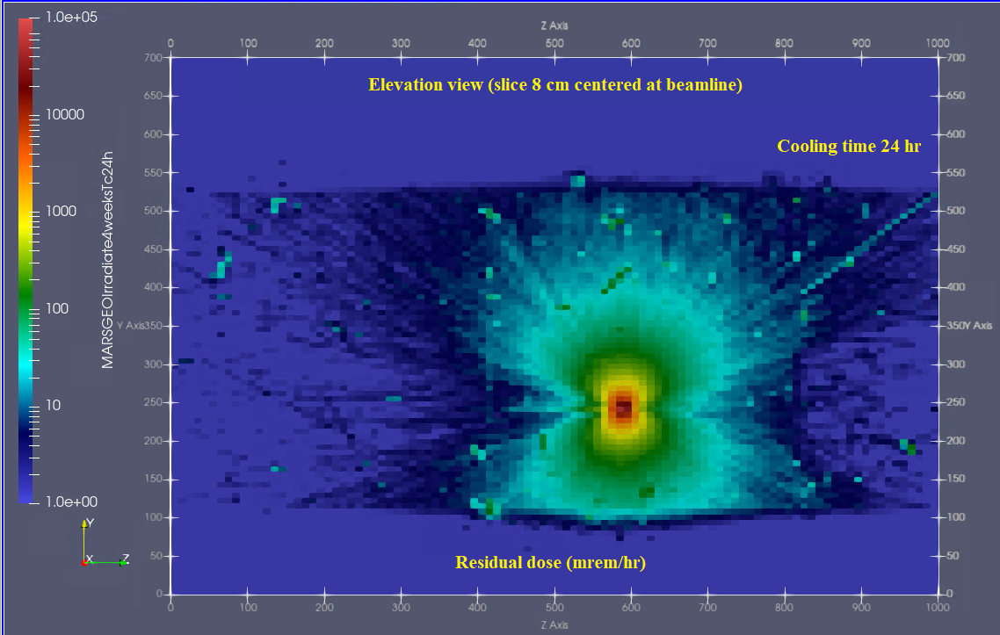 1.0e+05
10000
1000
100
10
1.0e+00
MARSGEOIrradiate4weeksTc24h
Z Axis
0 100 200 300 400 500 600 700 800 900 1000
Elevation view (slice 8 cm centered at beamline)
Cooling time 24 hr
700 700
650 650
600 600
550 550
500 500
450 450
400 400
Y Axis 350 350 Y Axis
300 300
250 250
200 200
150 150
100 100
50 50
0 0
Residual dose (mrem/hr)
0 100 200 300 400 500 600 700 800 900 1000
Z Axis
Y
X Z